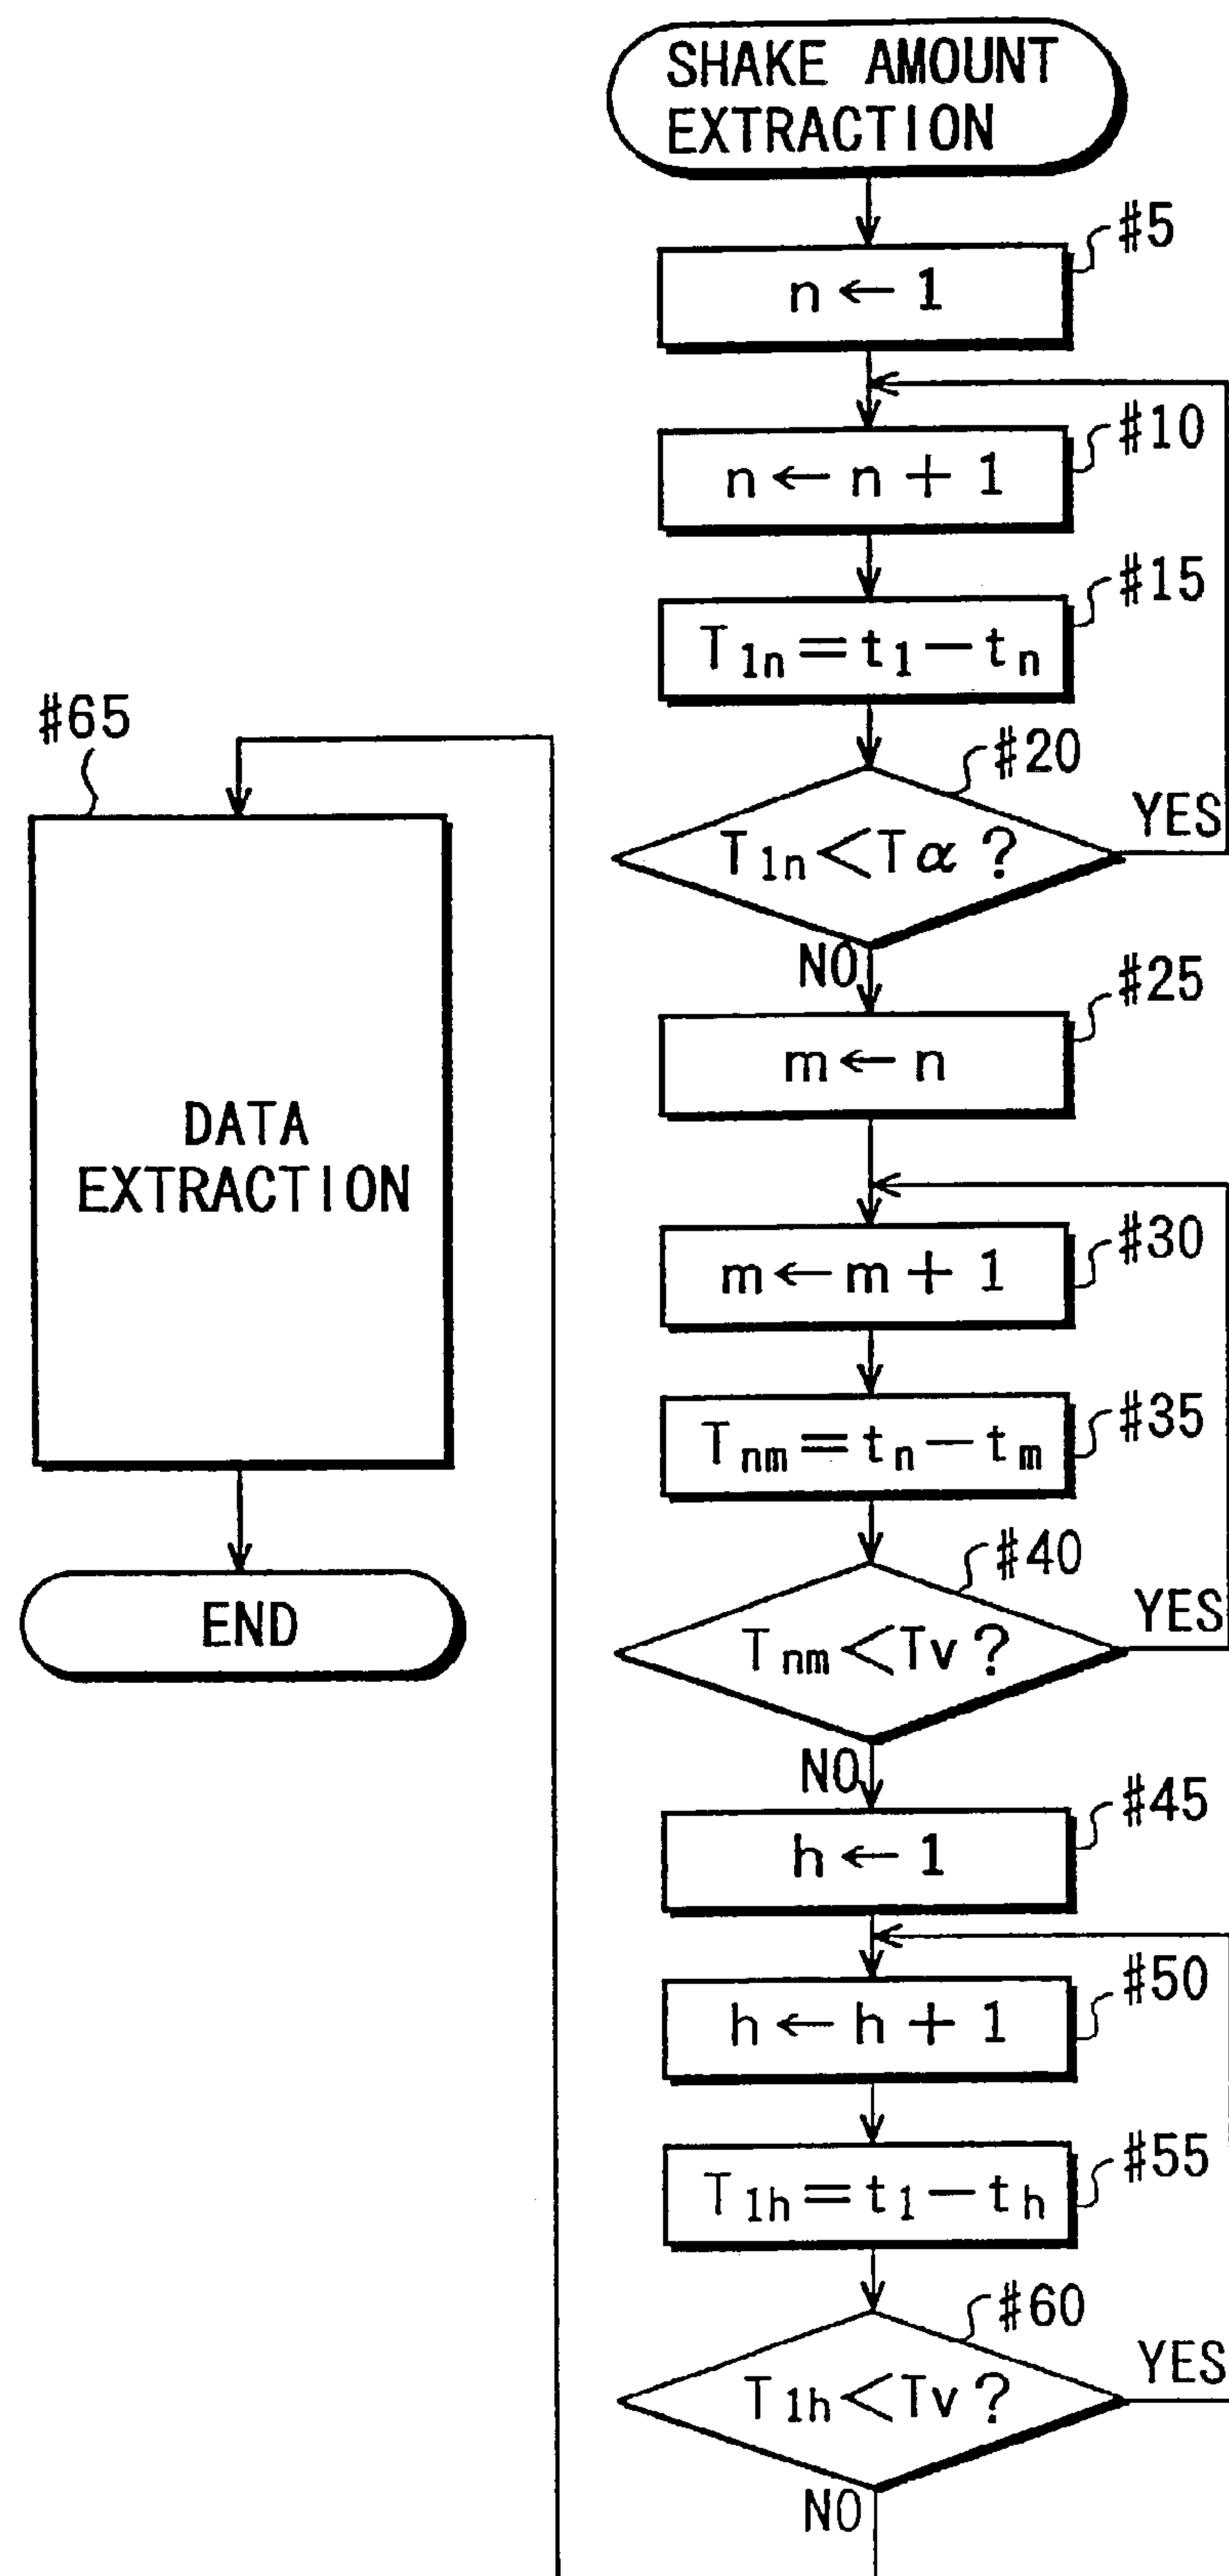 SHAKE AMOUNT
EXTRACTION
#5
n ← 1
#10
n ← n + 1
#15
T1n = t1 − tn
#20
T1n < Tα ?
YES
NO
#25
m ← n
#30
m ← m + 1
#35
Tnm = tn − tm
#40
Tnm < Tv ?
YES
NO
#45
h ← 1
#50
h ← h + 1
#55
T1h = t1 − th
#60
T1h < Tv ?
YES
NO
#65
DATA
EXTRACTION
END